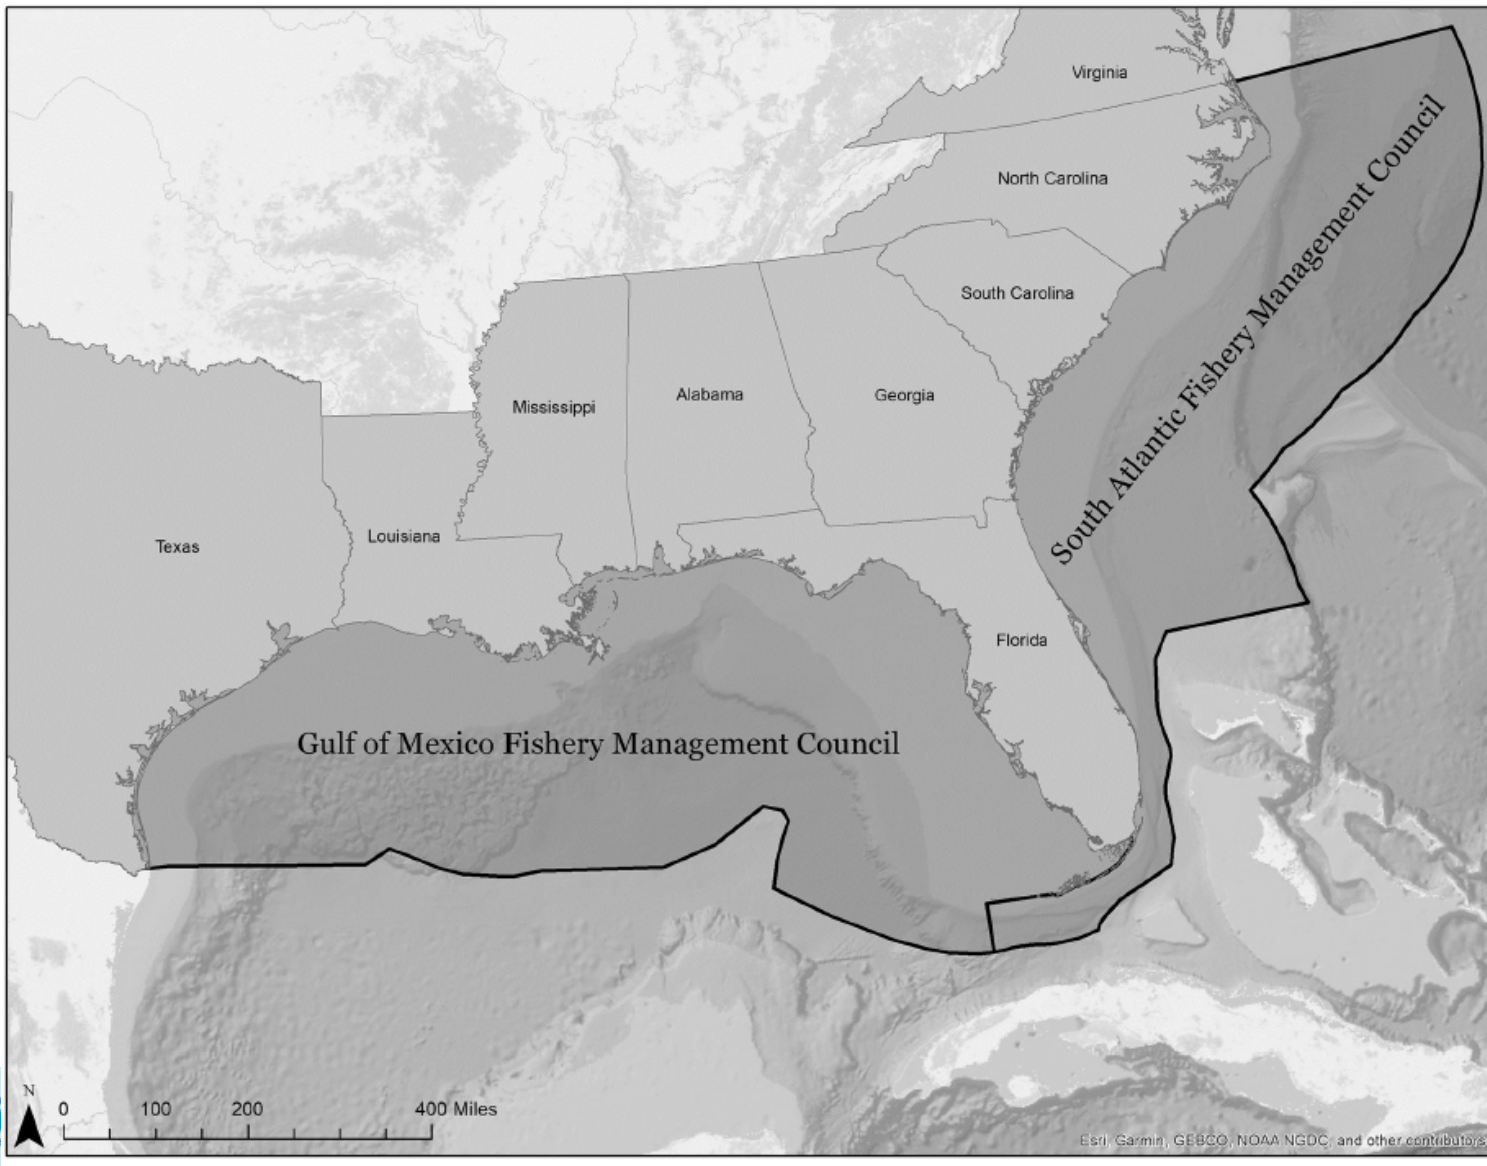 Virginia
North Carolina
South Carolina
Mississippi
Alabama
Georgia
Texas
Louisiana
Florida
South Atlantic Fishery Management Council
Gulf of Mexico Fishery Management Council
N
0 100 200 400 Miles
Esri, Garmin, GEBCO, NOAA NGDC, and other contributors